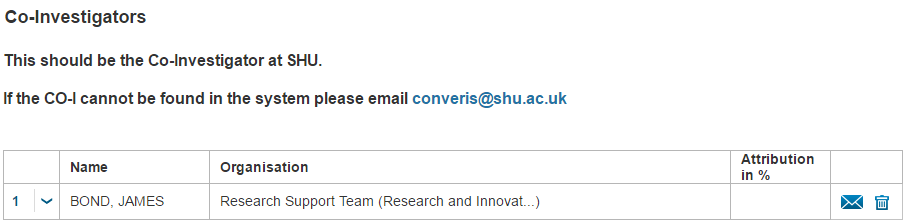 Co-Investigators
This should be the Co-Investigator at SHU.
If the CO-I cannot be found in the system please email converis@shu.ac.uk
Name Organisation Attribution in %
1 BOND, JAMES Research Support Team (Research and Innovat...)